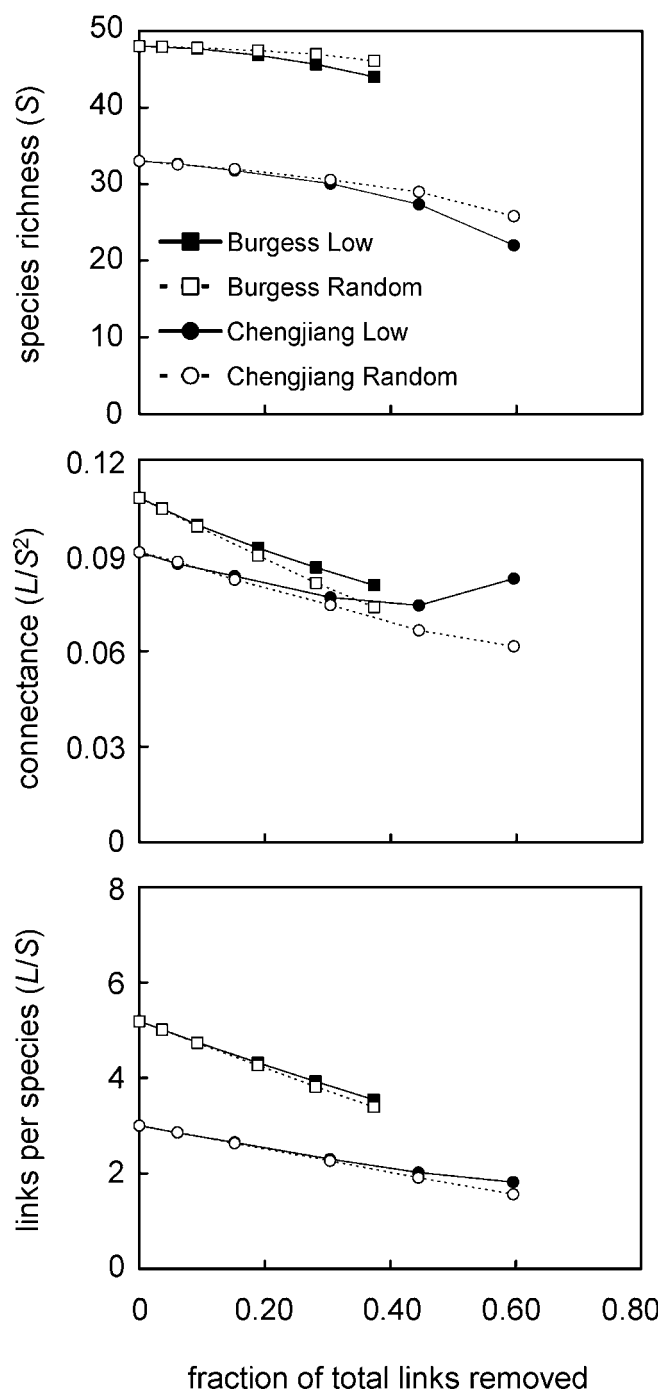 species richness (S)
50
40
30
20
10
0
Burgess Low
Burgess Random
Chengjiang Low
Chengjiang Random
connectance (L/S²)
0.12
0.09
0.06
0.03
0
links per species (L/S)
8
6
4
2
0
0 0.20 0.40 0.60 0.80
fraction of total links removed